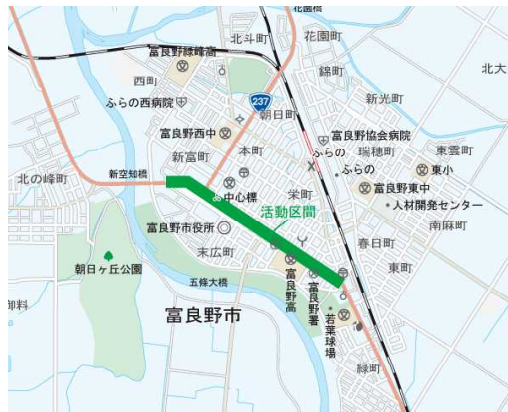 花園橋
北斗町
花園町
富良野緑峰高
錦町
北大
西町
237
新光町
ふらの西病院
朝日町
富良野協会病院
富良野西中
東雲町
本町
ふらの
瑞穂町
新富町
東小
新空知橋
ふらの
北の峰町
栄町
富良野東中
中心標
人材開発センター
活動区間
富良野市役所
南麻町
末広町
春日町
朝日ヶ丘公園
東町
五條大橋
富良野高
富良野署
若葉球場
御料
富良野市
緑町